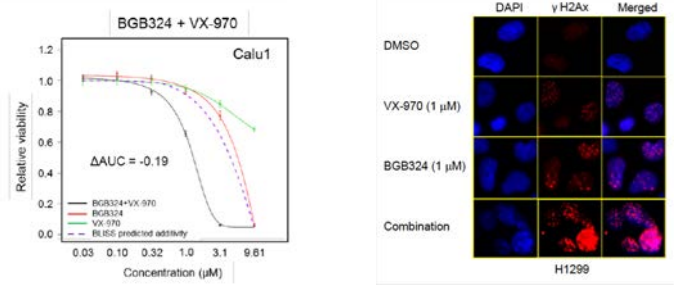 BGB324 + VX-970
Calu1
1.2
1.0
0.8
0.6
0.4
0.2
0.0
Relative viability
ΔAUC = -0.19
BGB324+VX-970
BGB324
VX-970
BLISS predicted additivity
0.03 0.10 0.32 1.0 3.1 9.61
Concentration (μM)
DAPI γ H2Ax Merged
DMSO
VX-970 (1 μM)
BGB324 (1 μM)
Combination
H1299